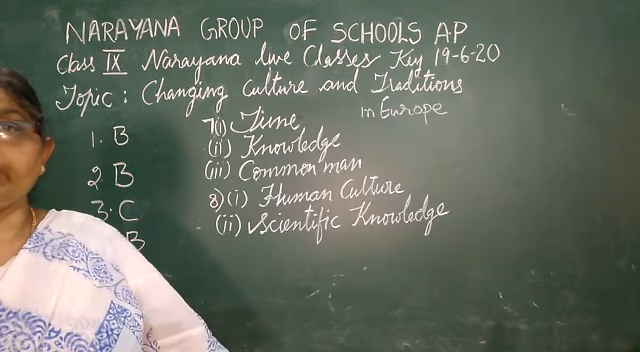 NARAYANA GROUP OF SCHOOLS AP
Class IX Narayana live Classes Key 19-6-20
Topic: Changing Culture and Traditions
in Europe
1. B
2 B
3. C
B
7(i) Time
(ii) Knowledge
(iii) Common man
8)(i) Human Culture
(ii) Scientific Knowledge